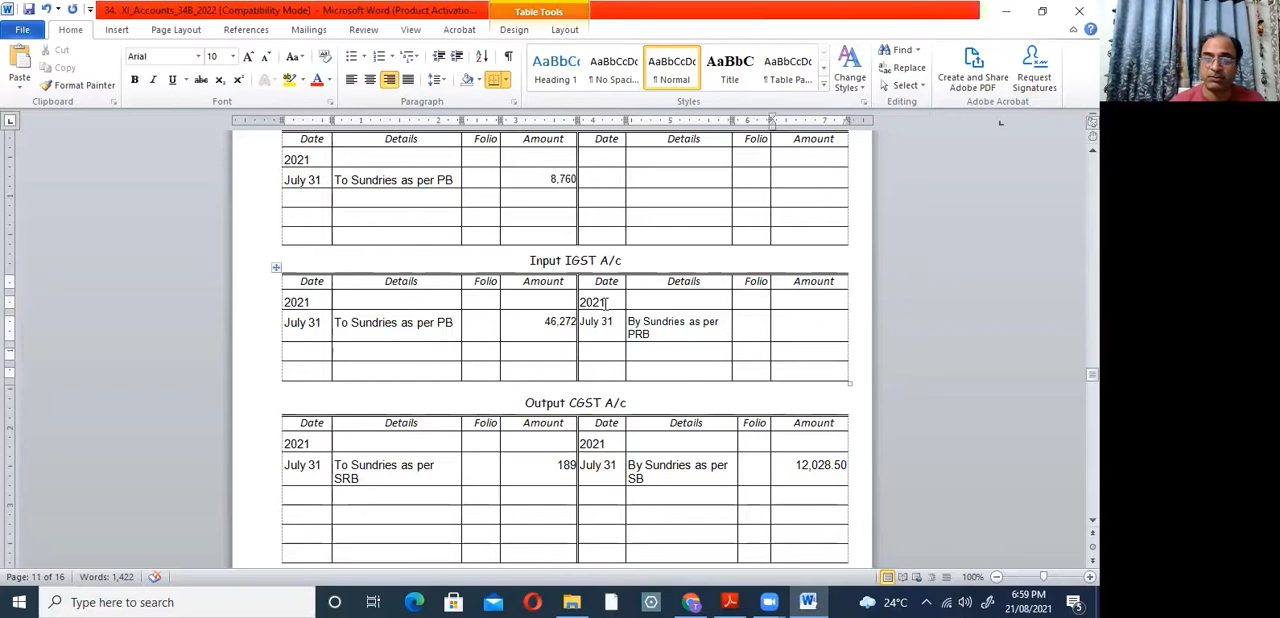 34. XI_Accounts_34B_2022 [Compatibility Mode] - Microsoft Word (Product Activatio...
Table Tools
File Home Insert Page Layout References Mailings Review View Acrobat Design Layout
Paste
Cut
Copy
Format Painter
Clipboard
Arial 10
Font
Paragraph
AaBbCc Heading 1
AaBbCcDc ¶ No Spaci...
AaBbCcDc ¶ Normal
AaBbC Title
AaBbCcDc ¶ Table Pa...
Change Styles
Styles
Find
Replace
Select
Editing
Create and Share Adobe PDF
Request Signatures
Adobe Acrobat
Date Details Folio Amount Date Details Folio Amount
2021
July 31 To Sundries as per PB 8,760
Input IGST A/c
Date Details Folio Amount Date Details Folio Amount
2021 2021
July 31 To Sundries as per PB 46,272 July 31 By Sundries as per
PRB
Output CGST A/c
Date Details Folio Amount Date Details Folio Amount
2021 2021
July 31 To Sundries as per 189 July 31 By Sundries as per 12,028.50
SRB SB
Page: 11 of 16 Words: 1,422 100%
Type here to search
24°C
6:59 PM
21/08/2021
5